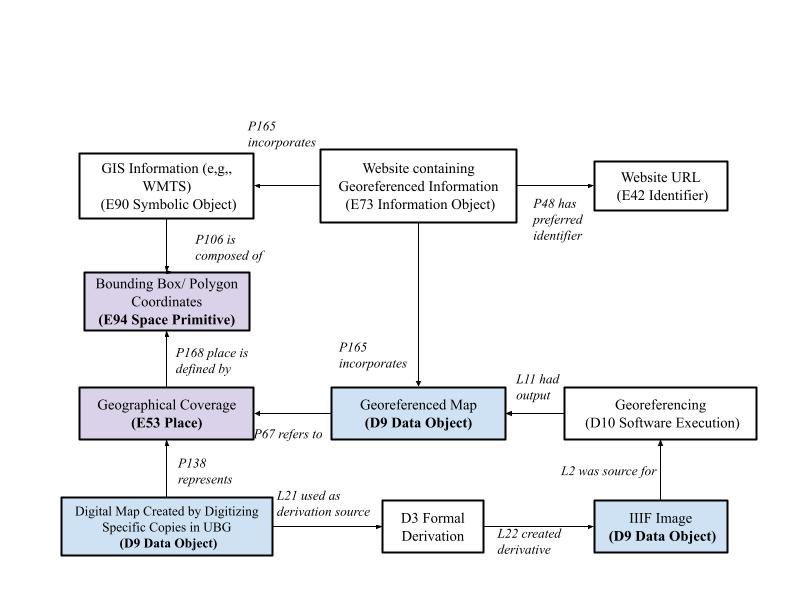 P165
incorporates
GIS Information (e,g,,
WMTS)
(E90 Symbolic Object)
Website containing
Georeferenced Information
(E73 Information Object)
Website URL
(E42 Identifier)
P48 has
preferred
identifier
P106 is
composed of
Bounding Box/ Polygon
Coordinates
(E94 Space Primitive)
P168 place is
defined by
P165
incorporates
L11 had
output
Geographical Coverage
(E53 Place)
P67 refers to
Georeferenced Map
(D9 Data Object)
Georeferencing
(D10 Software Execution)
P138
represents
L2 was source for
Digital Map Created by Digitizing
Specific Copies in UBG
(D9 Data Object)
L21 used as
derivation source
D3 Formal
Derivation
L22 created
derivative
IIIF Image
(D9 Data Object)